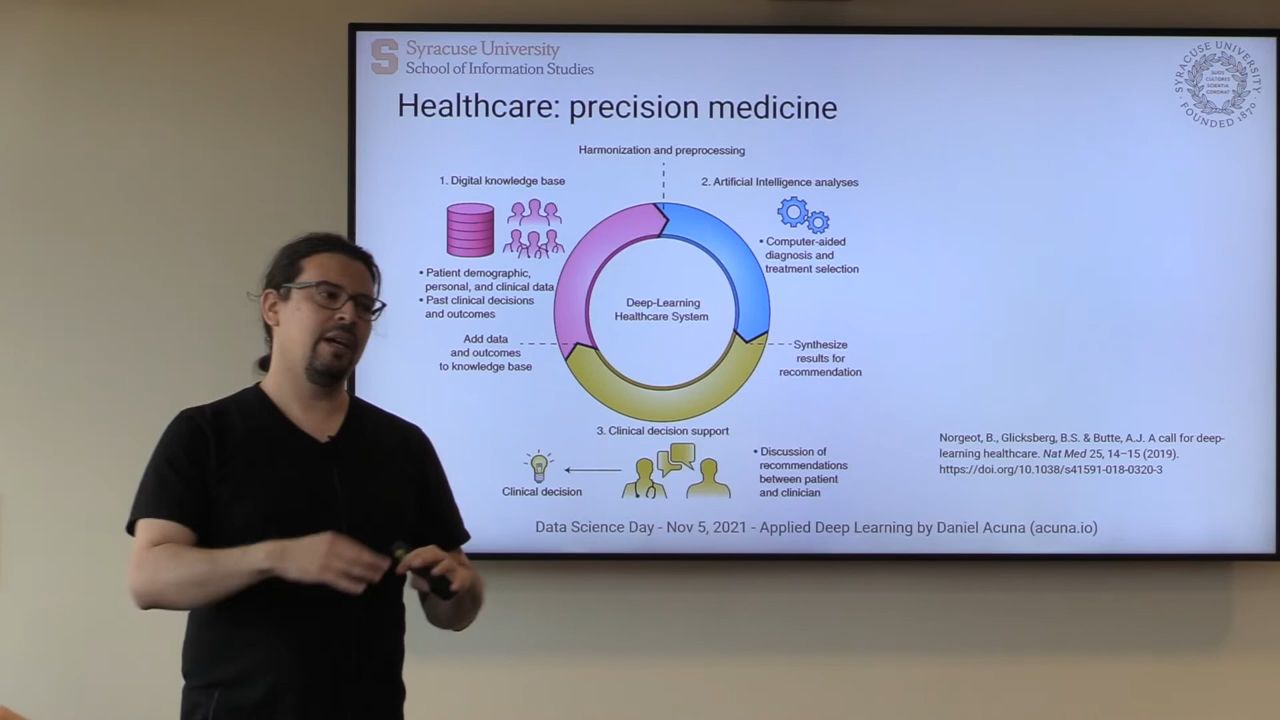 Syracuse University
School of Information Studies
SYRACUSE UNIVERSITY
FOUNDED 1870
SUOS
CULTORES
SCIENTIA
CORONAT
Healthcare: precision medicine
Harmonization and preprocessing
1. Digital knowledge base
• Patient demographic,
personal, and clinical data
• Past clinical decisions
and outcomes
2. Artificial Intelligence analyses
• Computer-aided
diagnosis and
treatment selection
Deep-Learning
Healthcare System
Add data
and outcomes
to knowledge base
Synthesize
results for
recommendation
3. Clinical decision support
Clinical decision
• Discussion of
recommendations
between patient
and clinician
Norgeot, B., Glicksberg, B.S. & Butte, A.J. A call for deep-
learning healthcare. Nat Med 25, 14–15 (2019).
https://doi.org/10.1038/s41591-018-0320-3
Data Science Day - Nov 5, 2021 - Applied Deep Learning by Daniel Acuna (acuna.io)